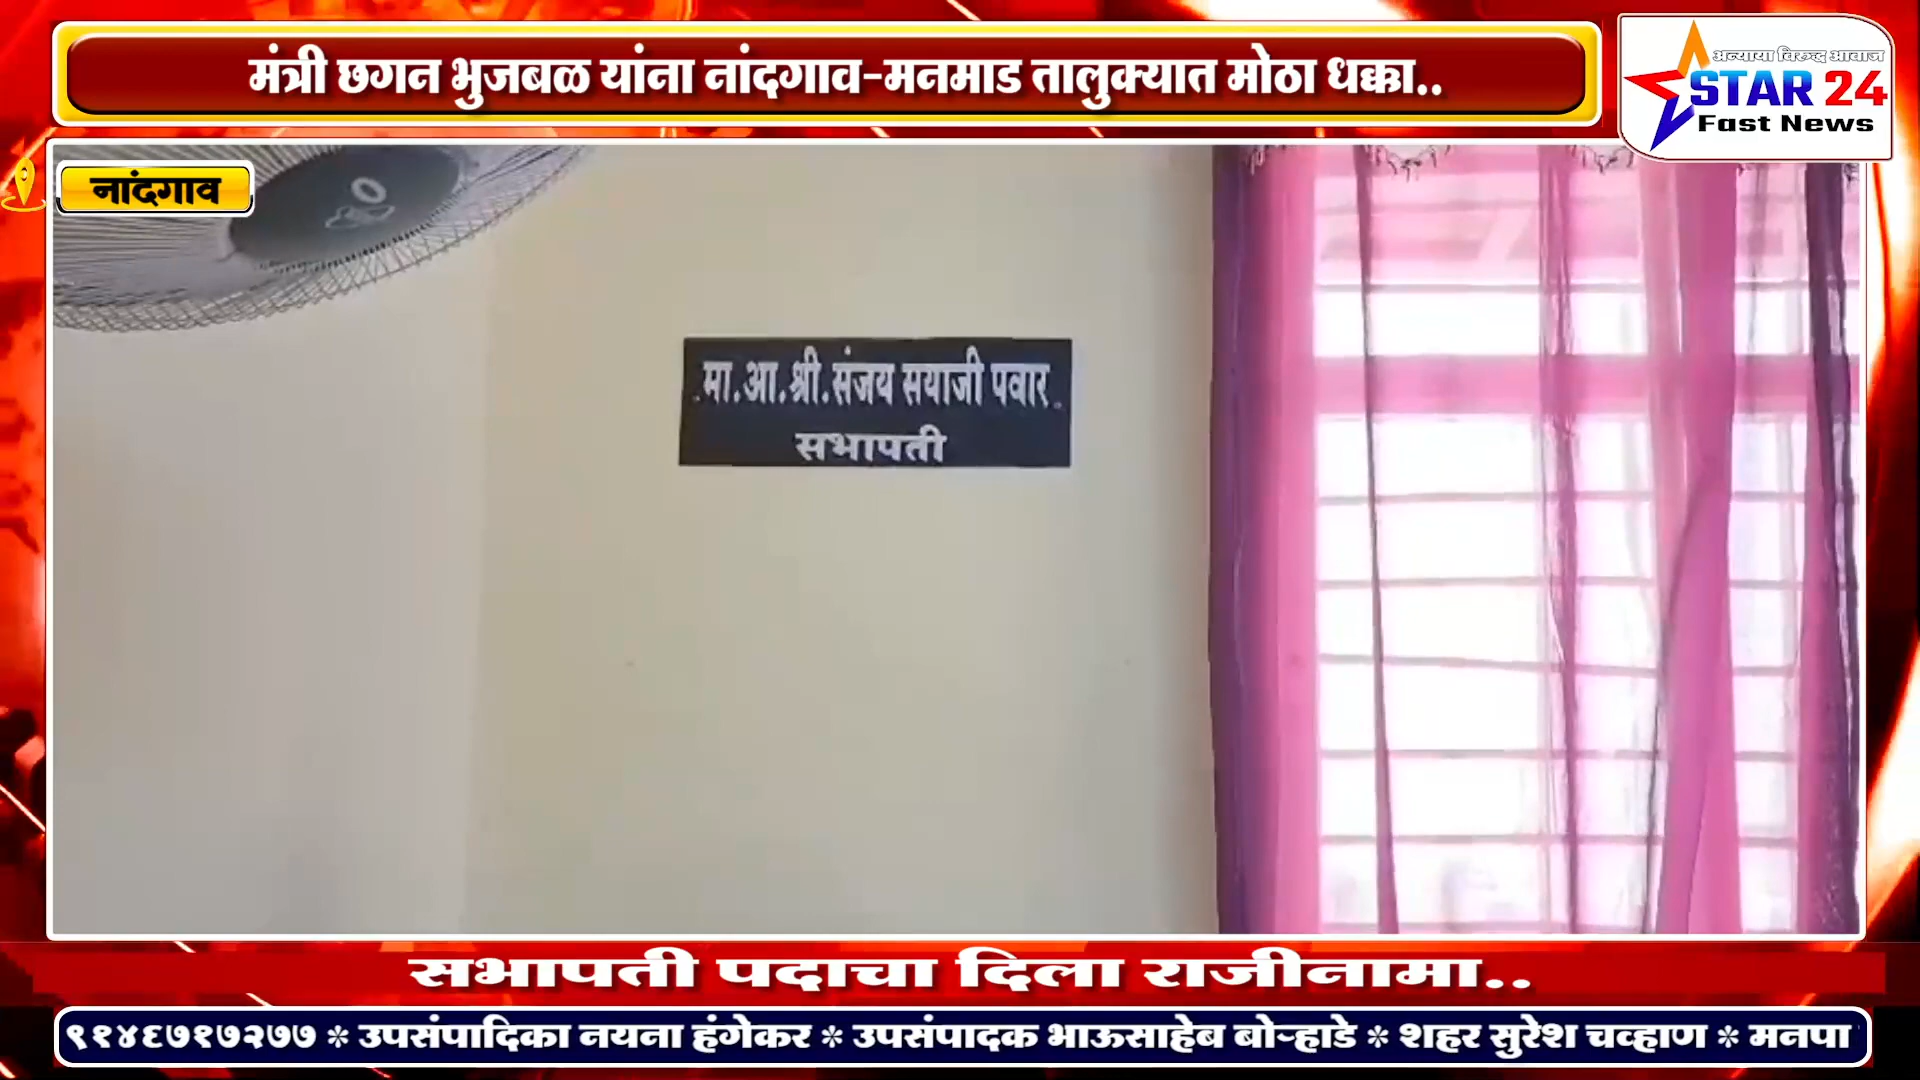 मंत्री छगन भुजबळ यांना नांदगाव-मनमाड तालुक्यात मोठा धक्का..
अन्याया विरुद्ध आवाज
STAR 24
Fast News
नांदगाव
मा.आ.श्री.संजय सयाजी पवार
सभापती
सभापती पदाचा दिला राजीनामा..
९१४६७१७२७७ * उपसंपादिका नयना हंगेकर * उपसंपादक भाऊसाहेब बोऱ्हाडे * शहर सुरेश चव्हाण * मनपा